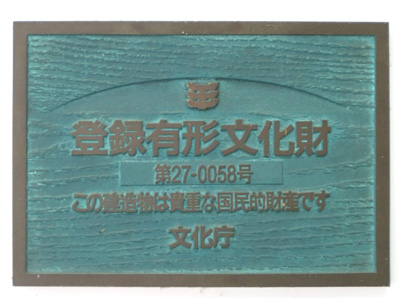 登録有形文化財
第27-0058号
この建造物は貴重な国民的財産です
文化庁